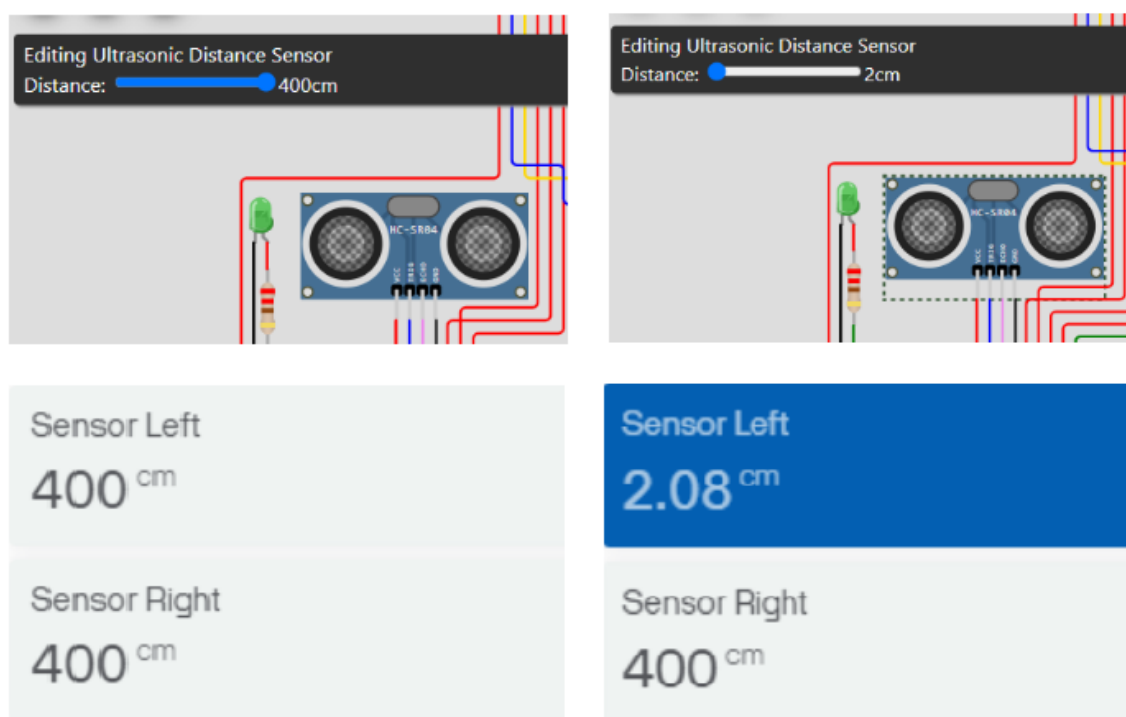 Editing Ultrasonic Distance Sensor
Distance: 400cm
HC-SR04
VCC
TRIG
ECHO
GND
Editing Ultrasonic Distance Sensor
Distance: 2cm
HC-SR04
VCC
TRIG
ECHO
GND
Sensor Left
400 cm
Sensor Right
400 cm
Sensor Left
2.08 cm
Sensor Right
400 cm